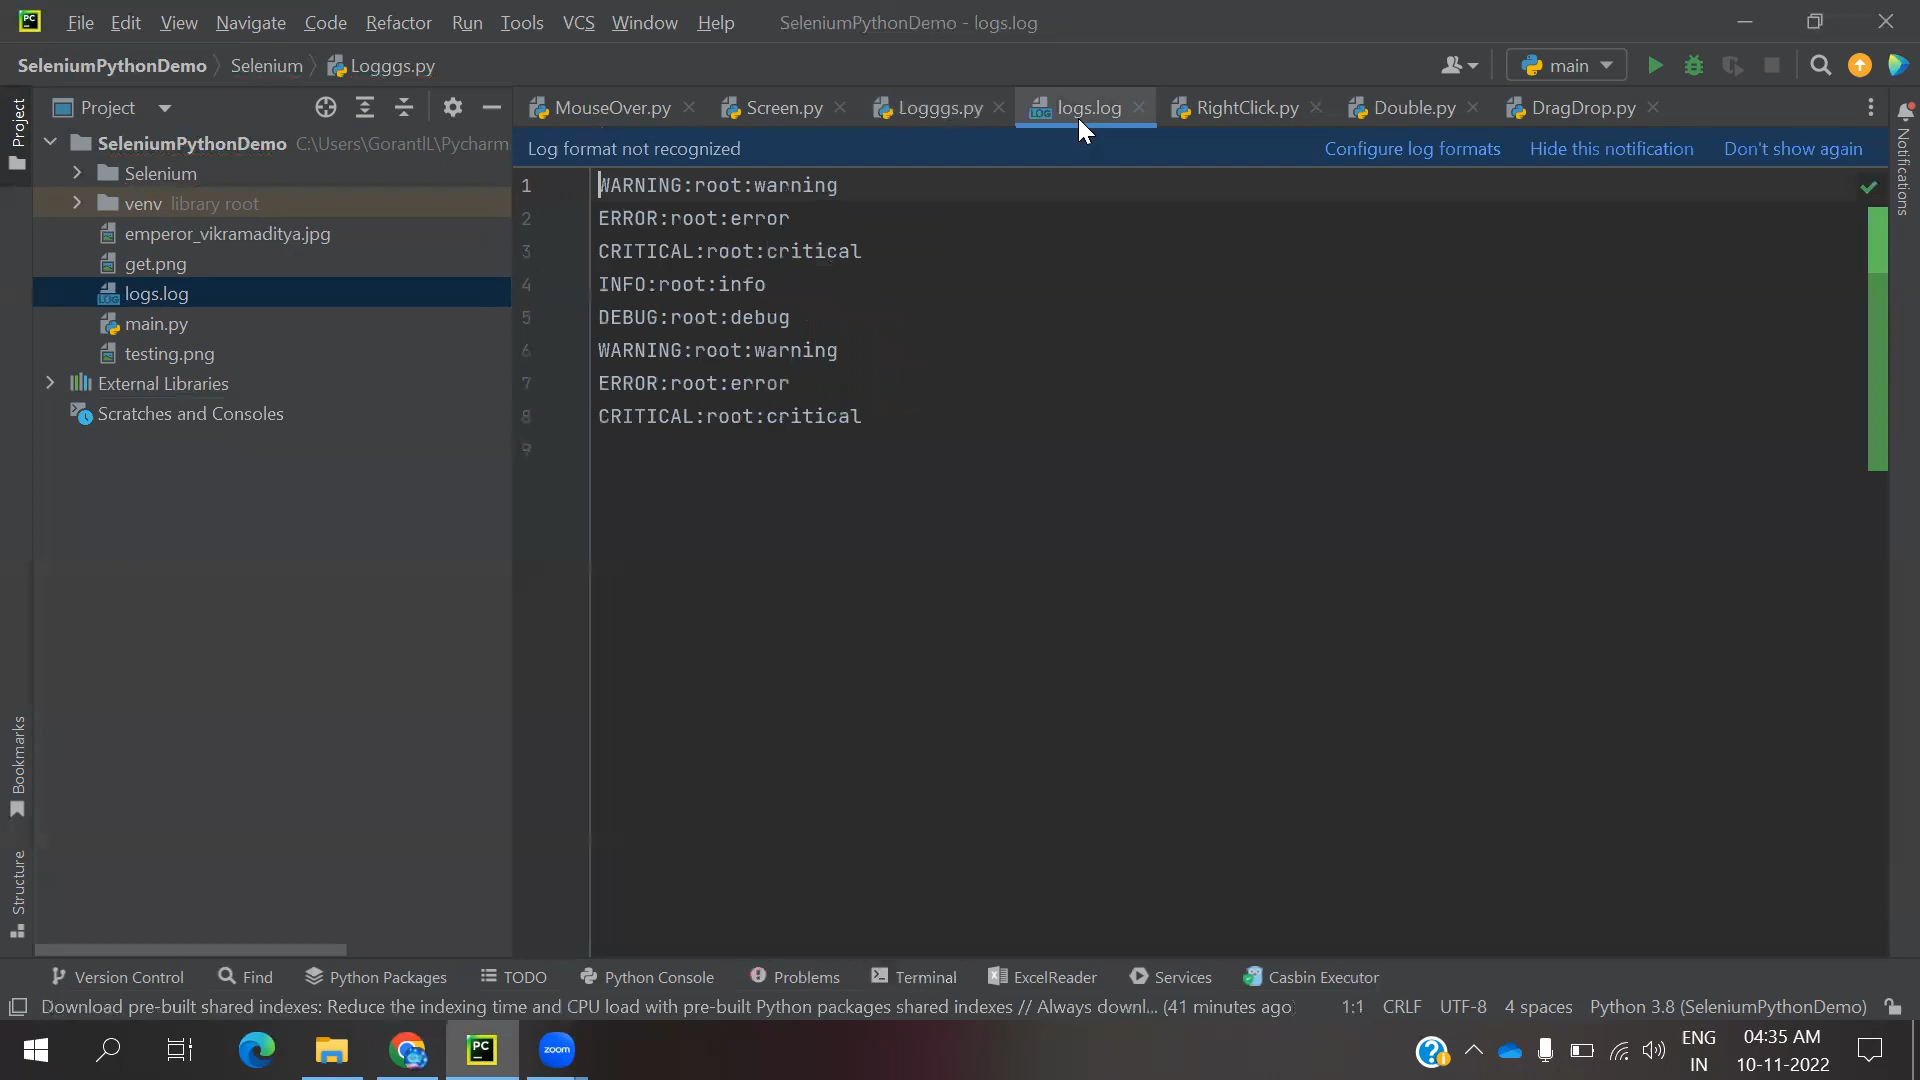 PC File Edit View Navigate Code Refactor Run Tools VCS Window Help SeleniumPythonDemo - logs.log
SeleniumPythonDemo Selenium Logggs.py main
Project MouseOver.py Screen.py Logggs.py logs.log RightClick.py Double.py DragDrop.py
Project
Log format not recognized Configure log formats Hide this notification Don't show again
Notifications
SeleniumPythonDemo C:\Users\GorantlL\Pycharm
Selenium
venv library root
emperor_vikramaditya.jpg
get.png
logs.log
main.py
testing.png
External Libraries
Scratches and Consoles
1 WARNING:root:warning
2 ERROR:root:error
3 CRITICAL:root:critical
4 INFO:root:info
5 DEBUG:root:debug
6 WARNING:root:warning
7 ERROR:root:error
8 CRITICAL:root:critical
9
Bookmarks
Structure
Version Control Find Python Packages TODO Python Console Problems Terminal ExcelReader Services Casbin Executor
Download pre-built shared indexes: Reduce the indexing time and CPU load with pre-built Python packages shared indexes // Always downl... (41 minutes ago) 1:1 CRLF UTF-8 4 spaces Python 3.8 (SeleniumPythonDemo)
PC zoom
ENG 04:35 AM
IN 10-11-2022